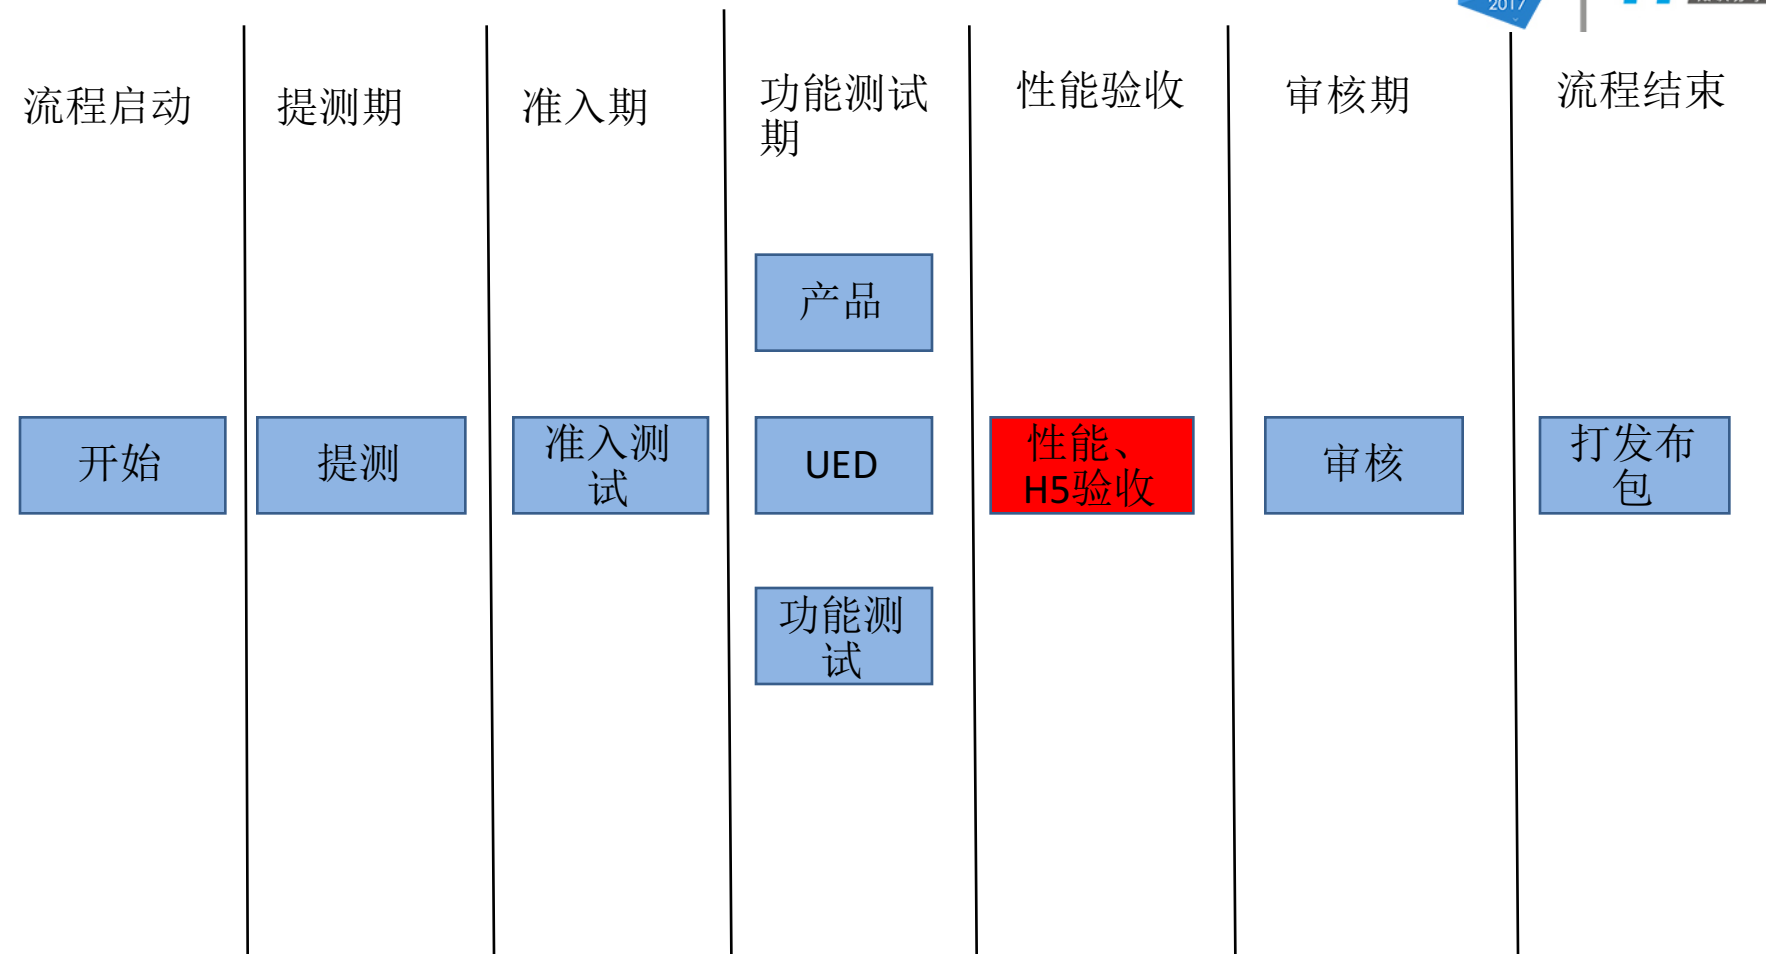 2017
流程启动
提测期
准入期
功能测试
期
性能验收
审核期
流程结束
产品
开始
提测
准入测
试
UED
性能、
H5验收
审核
打发布
包
功能测
试